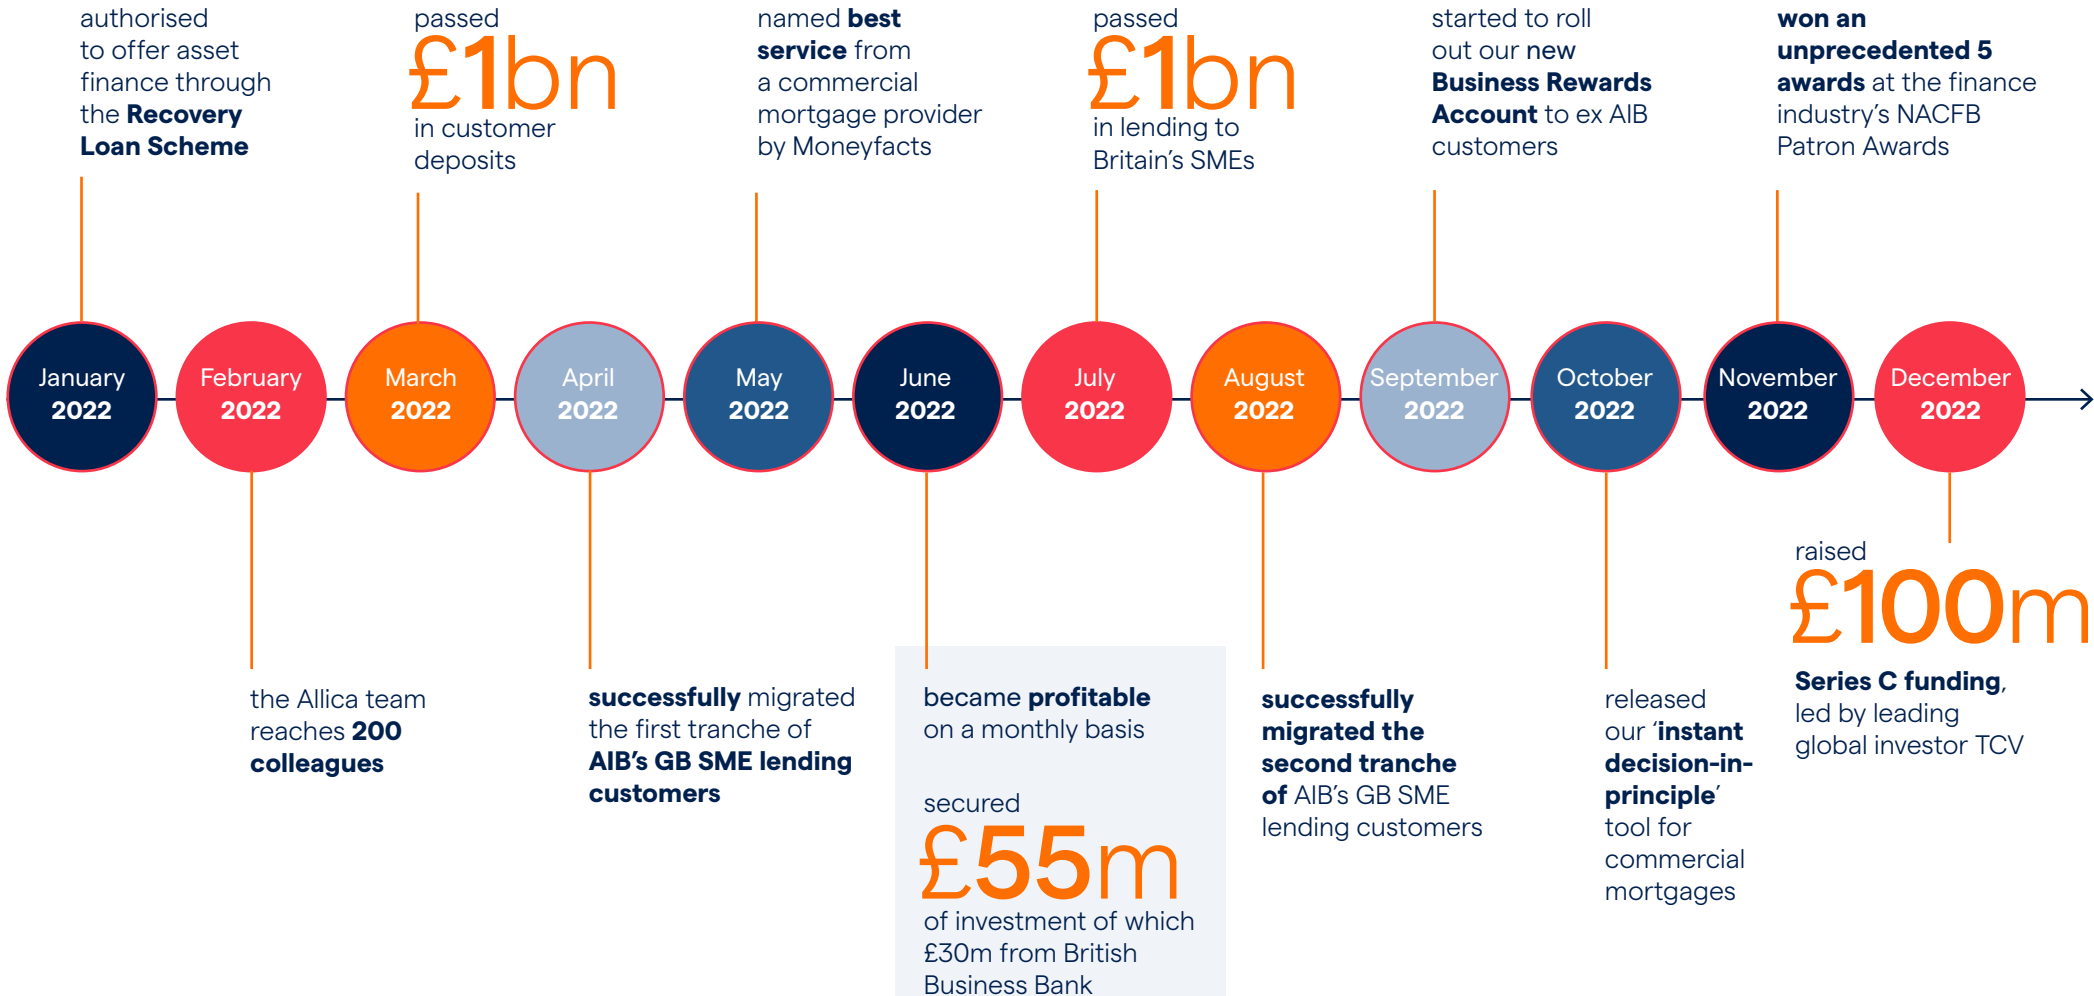 authorised
to offer asset
finance through
the Recovery
Loan Scheme
passed
£1bn
in customer
deposits
named best
service from
a commercial
mortgage provider
by Moneyfacts
passed
£1bn
in lending to
Britain's SMEs
started to roll
out our new
Business Rewards
Account to ex AIB
customers
won an
unprecedented 5
awards at the finance
industry's NACFB
Patron Awards
January
2022
February
2022
March
2022
April
2022
May
2022
June
2022
July
2022
August
2022
September
2022
October
2022
November
2022
December
2022
the Allica team
reaches 200
colleagues
successfully migrated
the first tranche of
AIB's GB SME lending
customers
became profitable
on a monthly basis
secured
£55m
of investment of which
£30m from British
Business Bank
successfully
migrated the
second tranche
of AIB's GB SME
lending customers
released
our ‘instant
decision-in-
principle’
tool for
commercial
mortgages
raised
£100m
Series C funding,
led by leading
global investor TCV